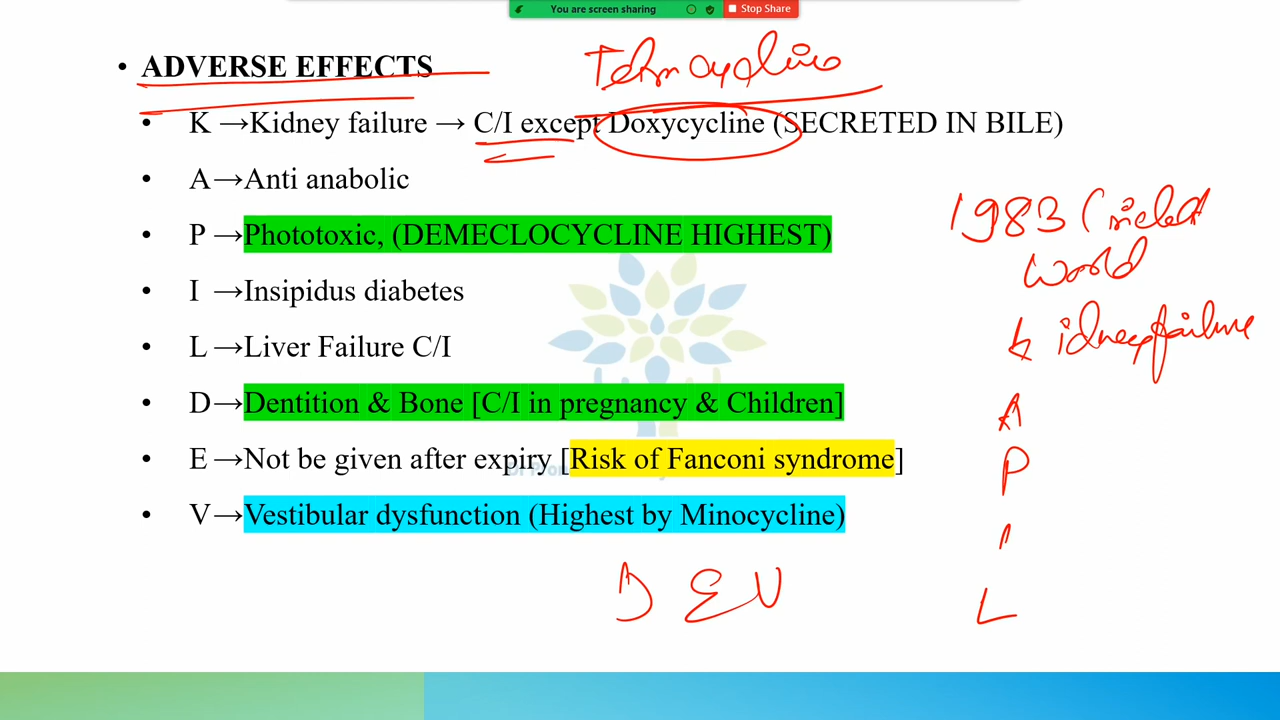 You are screen sharing Stop Share
• ADVERSE EFFECTS
Tetracycline
• K →Kidney failure → C/I except Doxycycline (SECRETED IN BILE)
• A→Anti anabolic
1983 (
World
• P →Phototoxic, (DEMECLOCYCLINE HIGHEST)
• I →Insipidus diabetes
kidney failure
• L →Liver Failure C/I
A
• D→Dentition & Bone [C/I in pregnancy & Children]
P
• E →Not be given after expiry [Risk of Fanconi syndrome]
I
• V→Vestibular dysfunction (Highest by Minocycline)
L
D E V